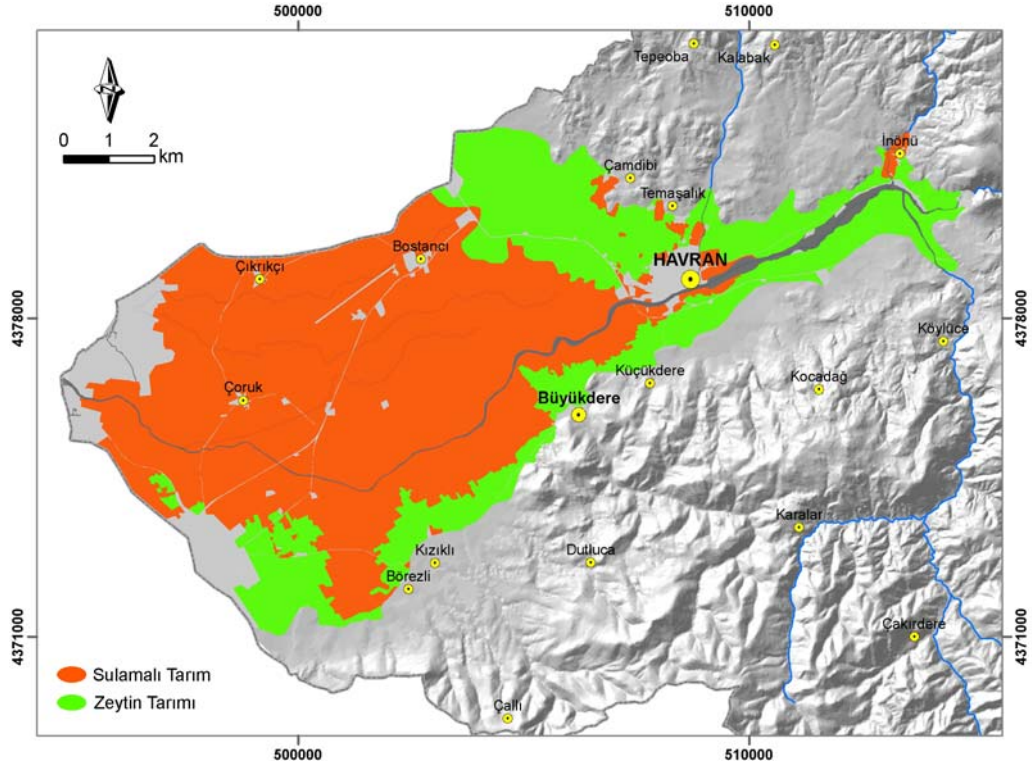 500000
510000
Tepeoba
Kalabak
0 1 2
km
İnönü
Çamdibi
Temaşalık
Bostancı
HAVRAN
Çıkrıkçı
4378000
4378000
Köylüce
Küçükdere
Kocadağ
Çoruk
Büyükdere
Karalar
Kızıklı
Dutluca
Börezli
Çakırdere
4371000
4371000
Sulamalı Tarım
Zeytin Tarımı
Çallı
500000
510000